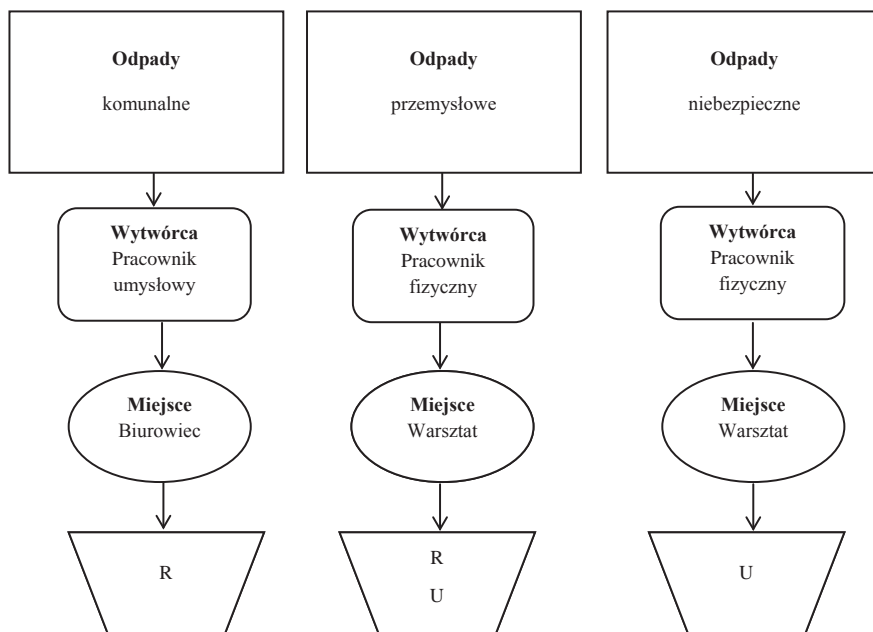 Odpady
komunalne
Wytwórca
Pracownik
umysłowy
Miejsce
Biurowiec
R
Odpady
przemysłowe
Wytwórca
Pracownik
fizyczny
Miejsce
Warsztat
R
U
Odpady
niebezpieczne
Wytwórca
Pracownik
fizyczny
Miejsce
Warsztat
U